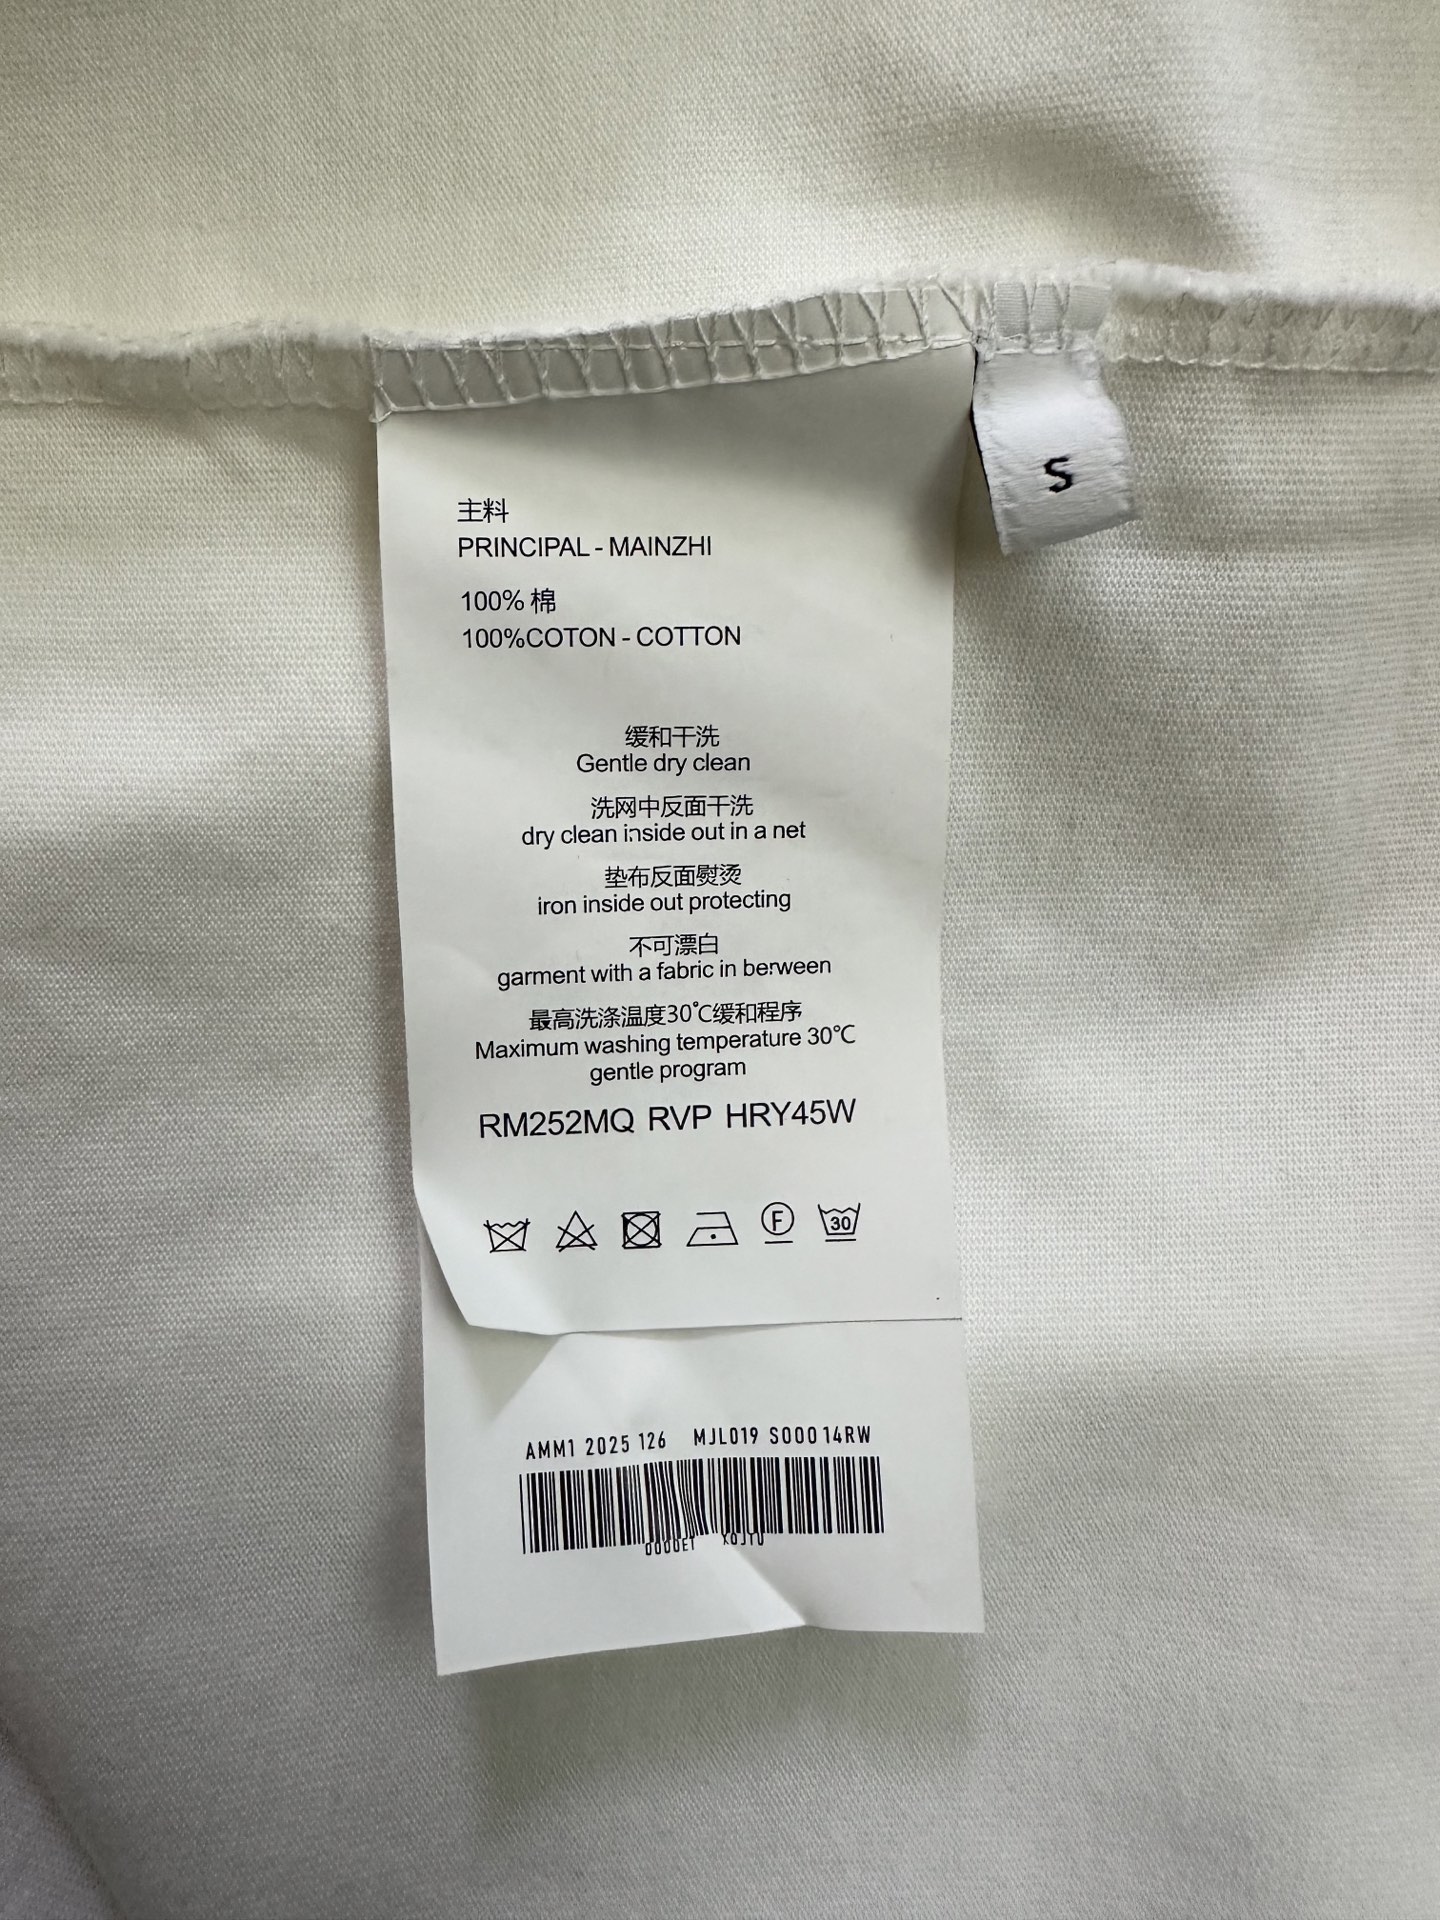 S
主料
PRINCIPAL - MAINZHI
100% 棉
100%COTON - COTTON
缓和干洗
Gentle dry clean
洗网中反面干洗
dry clean inside out in a net
垫布反面熨烫
iron inside out protecting
不可漂白
garment with a fabric in berween
最高洗涤温度30℃缓和程序
Maximum washing temperature 30℃
gentle program
RM252MQ RVP HRY45W
F 30
AMM1 2025 126 MJL019 S00014RW